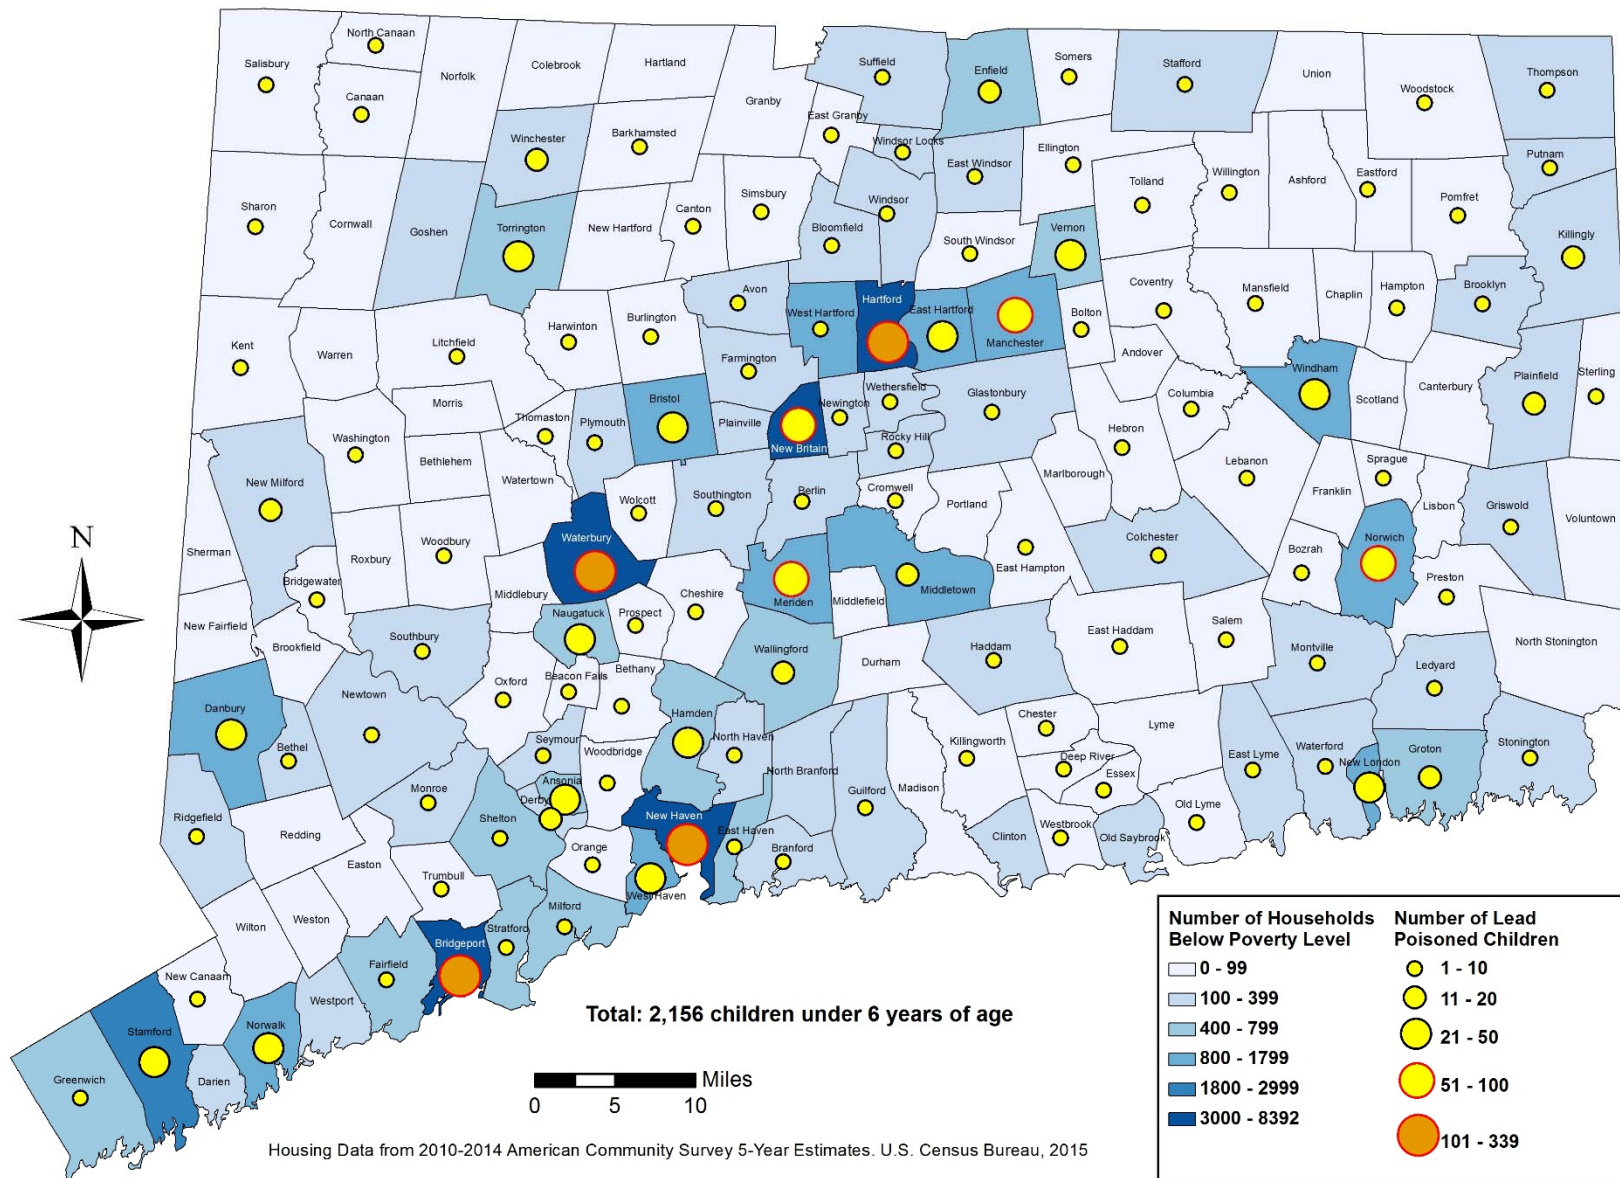 North Canaan
Salisbury
Canaan
Norfolk
Colebrook
Hartland
Granby
Suffield
Enfield
Somers
Stafford
Union
Woodstock
Thompson
East Granby
Windsor Locks
East Windsor
Ellington
Winchester
Barkhamsted
Tolland
Willington
Ashford
Eastford
Pomfret
Putnam
Sharon
Cornwall
Goshen
Torrington
New Hartford
Canton
Simsbury
Bloomfield
Windsor
South Windsor
Vernon
Killingly
Kent
Warren
Litchfield
Harwinton
Burlington
Avon
West Hartford
Hartford
East Hartford
Manchester
Bolton
Coventry
Mansfield
Chaplin
Hampton
Brooklyn
Andover
Farmington
Wethersfield
Glastonbury
Columbia
Windham
Scotland
Canterbury
Plainfield
Sterling
Morris
Washington
Bethlehem
Thomaston
Plymouth
Bristol
Plainville
New Britain
Newington
Rocky Hill
Hebron
Marlborough
Lebanon
Sprague
Franklin
Lisbon
Griswold
Voluntown
New Milford
Watertown
Wolcott
Southington
Berlin
Cromwell
Portland
Colchester
Bozrah
Norwich
Preston
Sherman
Roxbury
Woodbury
Waterbury
Meriden
Middletown
East Hampton
Bridgewater
Middlebury
Naugatuck
Prospect
Cheshire
Middlefield
New Fairfield
Brookfield
Southbury
Oxford
Beacon Falls
Bethany
Wallingford
Durham
Haddam
East Haddam
Salem
Montville
Ledyard
North Stonington
Danbury
Bethel
Newtown
Seymour
Woodbridge
Hamden
North Haven
North Branford
Killingworth
Chester
Deep River
Lyme
Essex
East Lyme
Waterford
New London
Groton
Stonington
Ridgefield
Redding
Monroe
Ansonia
Derby
Shelton
New Haven
East Haven
Guilford
Madison
Clinton
Westbrook
Old Saybrook
Old Lyme
Easton
Trumbull
Orange
West Haven
Branford
Wilton
Weston
Bridgeport
Stratford
Milford
New Canaan
Fairfield
Westport
Norwalk
Stamford
Darien
Greenwich
N
Total: 2,156 children under 6 years of age
Miles
0 5 10
Housing Data from 2010-2014 American Community Survey 5-Year Estimates. U.S. Census Bureau, 2015
Number of Households
Below Poverty Level
0 - 99
100 - 399
400 - 799
800 - 1799
1800 - 2999
3000 - 8392
Number of Lead
Poisoned Children
1 - 10
11 - 20
21 - 50
51 - 100
101 - 339